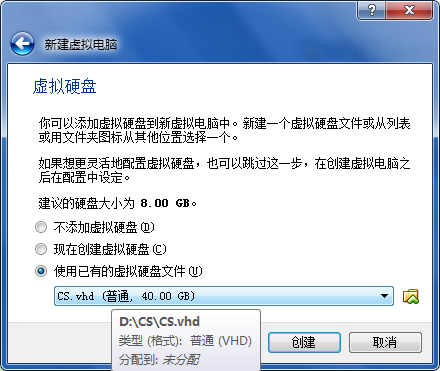 新建虚拟电脑
虚拟硬盘
你可以添加虚拟硬盘到新虚拟电脑中。新建一个虚拟硬盘文件或从列表
或用文件夹图标从其他位置选择一个。
如果想更灵活地配置虚拟硬盘，也可以跳过这一步，在创建虚拟电脑之
后在配置中设定。
建议的硬盘大小为 8.00 GB。
不添加虚拟硬盘(D)
现在创建虚拟硬盘(C)
使用已有的虚拟硬盘文件(U)
CS.vhd (普通, 40.00 GB)
D:\CS\CS.vhd
类型 (格式): 普通 (VHD)
分配到: 未分配
创建
取消